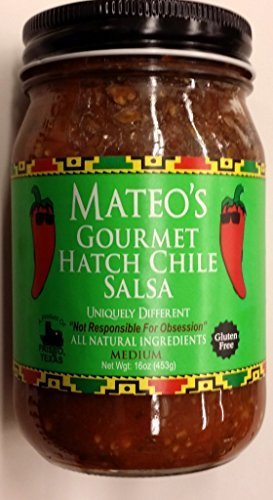 MATEO'S
GOURMET
HATCH CHILE
SALSA
UNIQUELY DIFFERENT
"Not Responsible For Obsession"
ALL NATURAL INGREDIENTS
MEDIUM
Net Wgt: 16oz (453g)
TEXAS
Gluten
Free